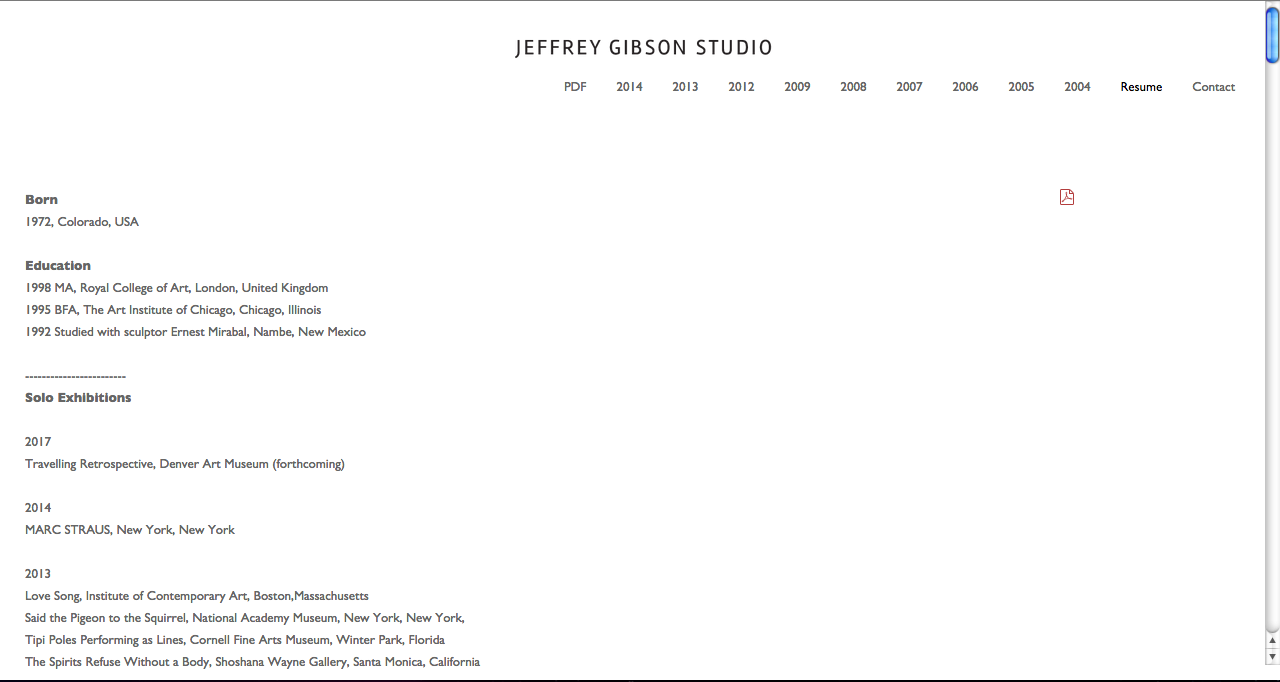 JEFFREY GIBSON STUDIO
PDF 2014 2013 2012 2009 2008 2007 2006 2005 2004 Resume Contact
Born
1972, Colorado, USA
Education
1998 MA, Royal College of Art, London, United Kingdom
1995 BFA, The Art Institute of Chicago, Chicago, Illinois
1992 Studied with sculptor Ernest Mirabal, Nambe, New Mexico
------------------------
Solo Exhibitions
2017
Travelling Retrospective, Denver Art Museum (forthcoming)
2014
MARC STRAUS, New York, New York
2013
Love Song, Institute of Contemporary Art, Boston,Massachusetts
Said the Pigeon to the Squirrel, National Academy Museum, New York, New York,
Tipi Poles Performing as Lines, Cornell Fine Arts Museum, Winter Park, Florida
The Spirits Refuse Without a Body, Shoshana Wayne Gallery, Santa Monica, California